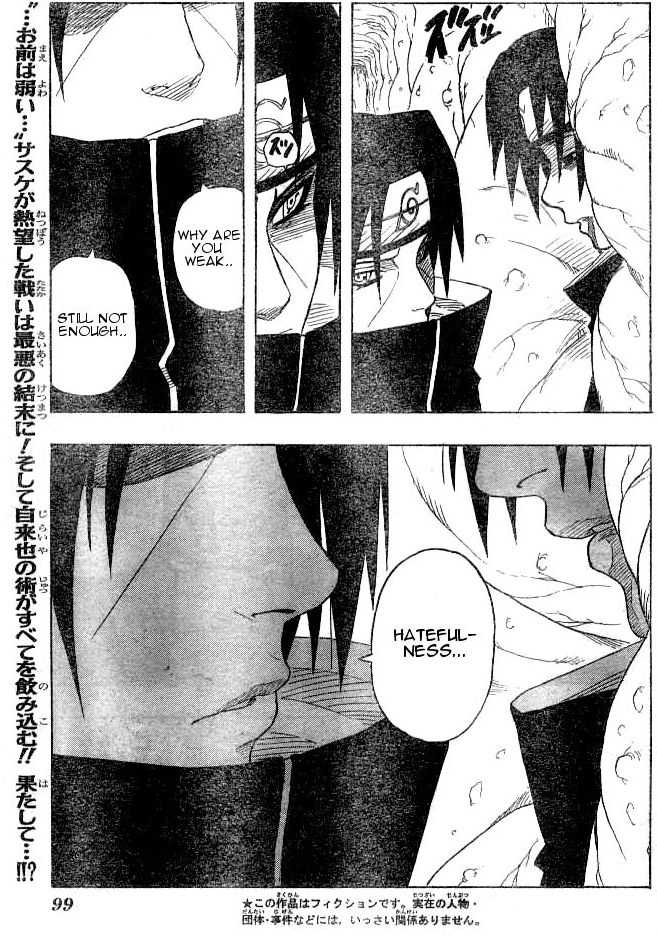 WHY ARE
YOU
WEAK..
ズッ
STILL NOT
ENOUGH..
HATEFUL-
NESS...
“…お前は弱い…”サスケが熱望した戦いは最悪の結末に!そして自来也の術がすべてを飲み込む!! 果たして…!!?
99
★この作品はフィクションです。実在の人物・
団体・事件などには、いっさい関係ありません。